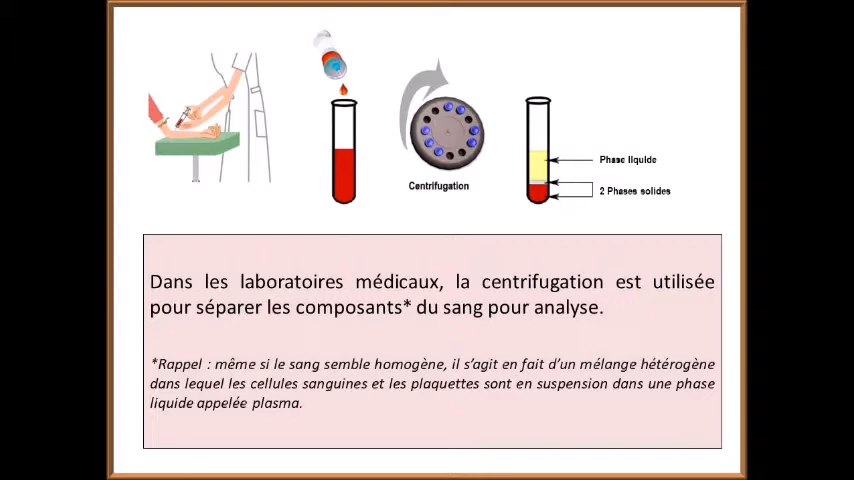 Centrifugation
Phase liquide
2 Phases solides
Dans les laboratoires médicaux, la centrifugation est utilisée
pour séparer les composants* du sang pour analyse.
*Rappel : même si le sang semble homogène, il s’agit en fait d’un mélange hétérogène
dans lequel les cellules sanguines et les plaquettes sont en suspension dans une phase
liquide appelée plasma.